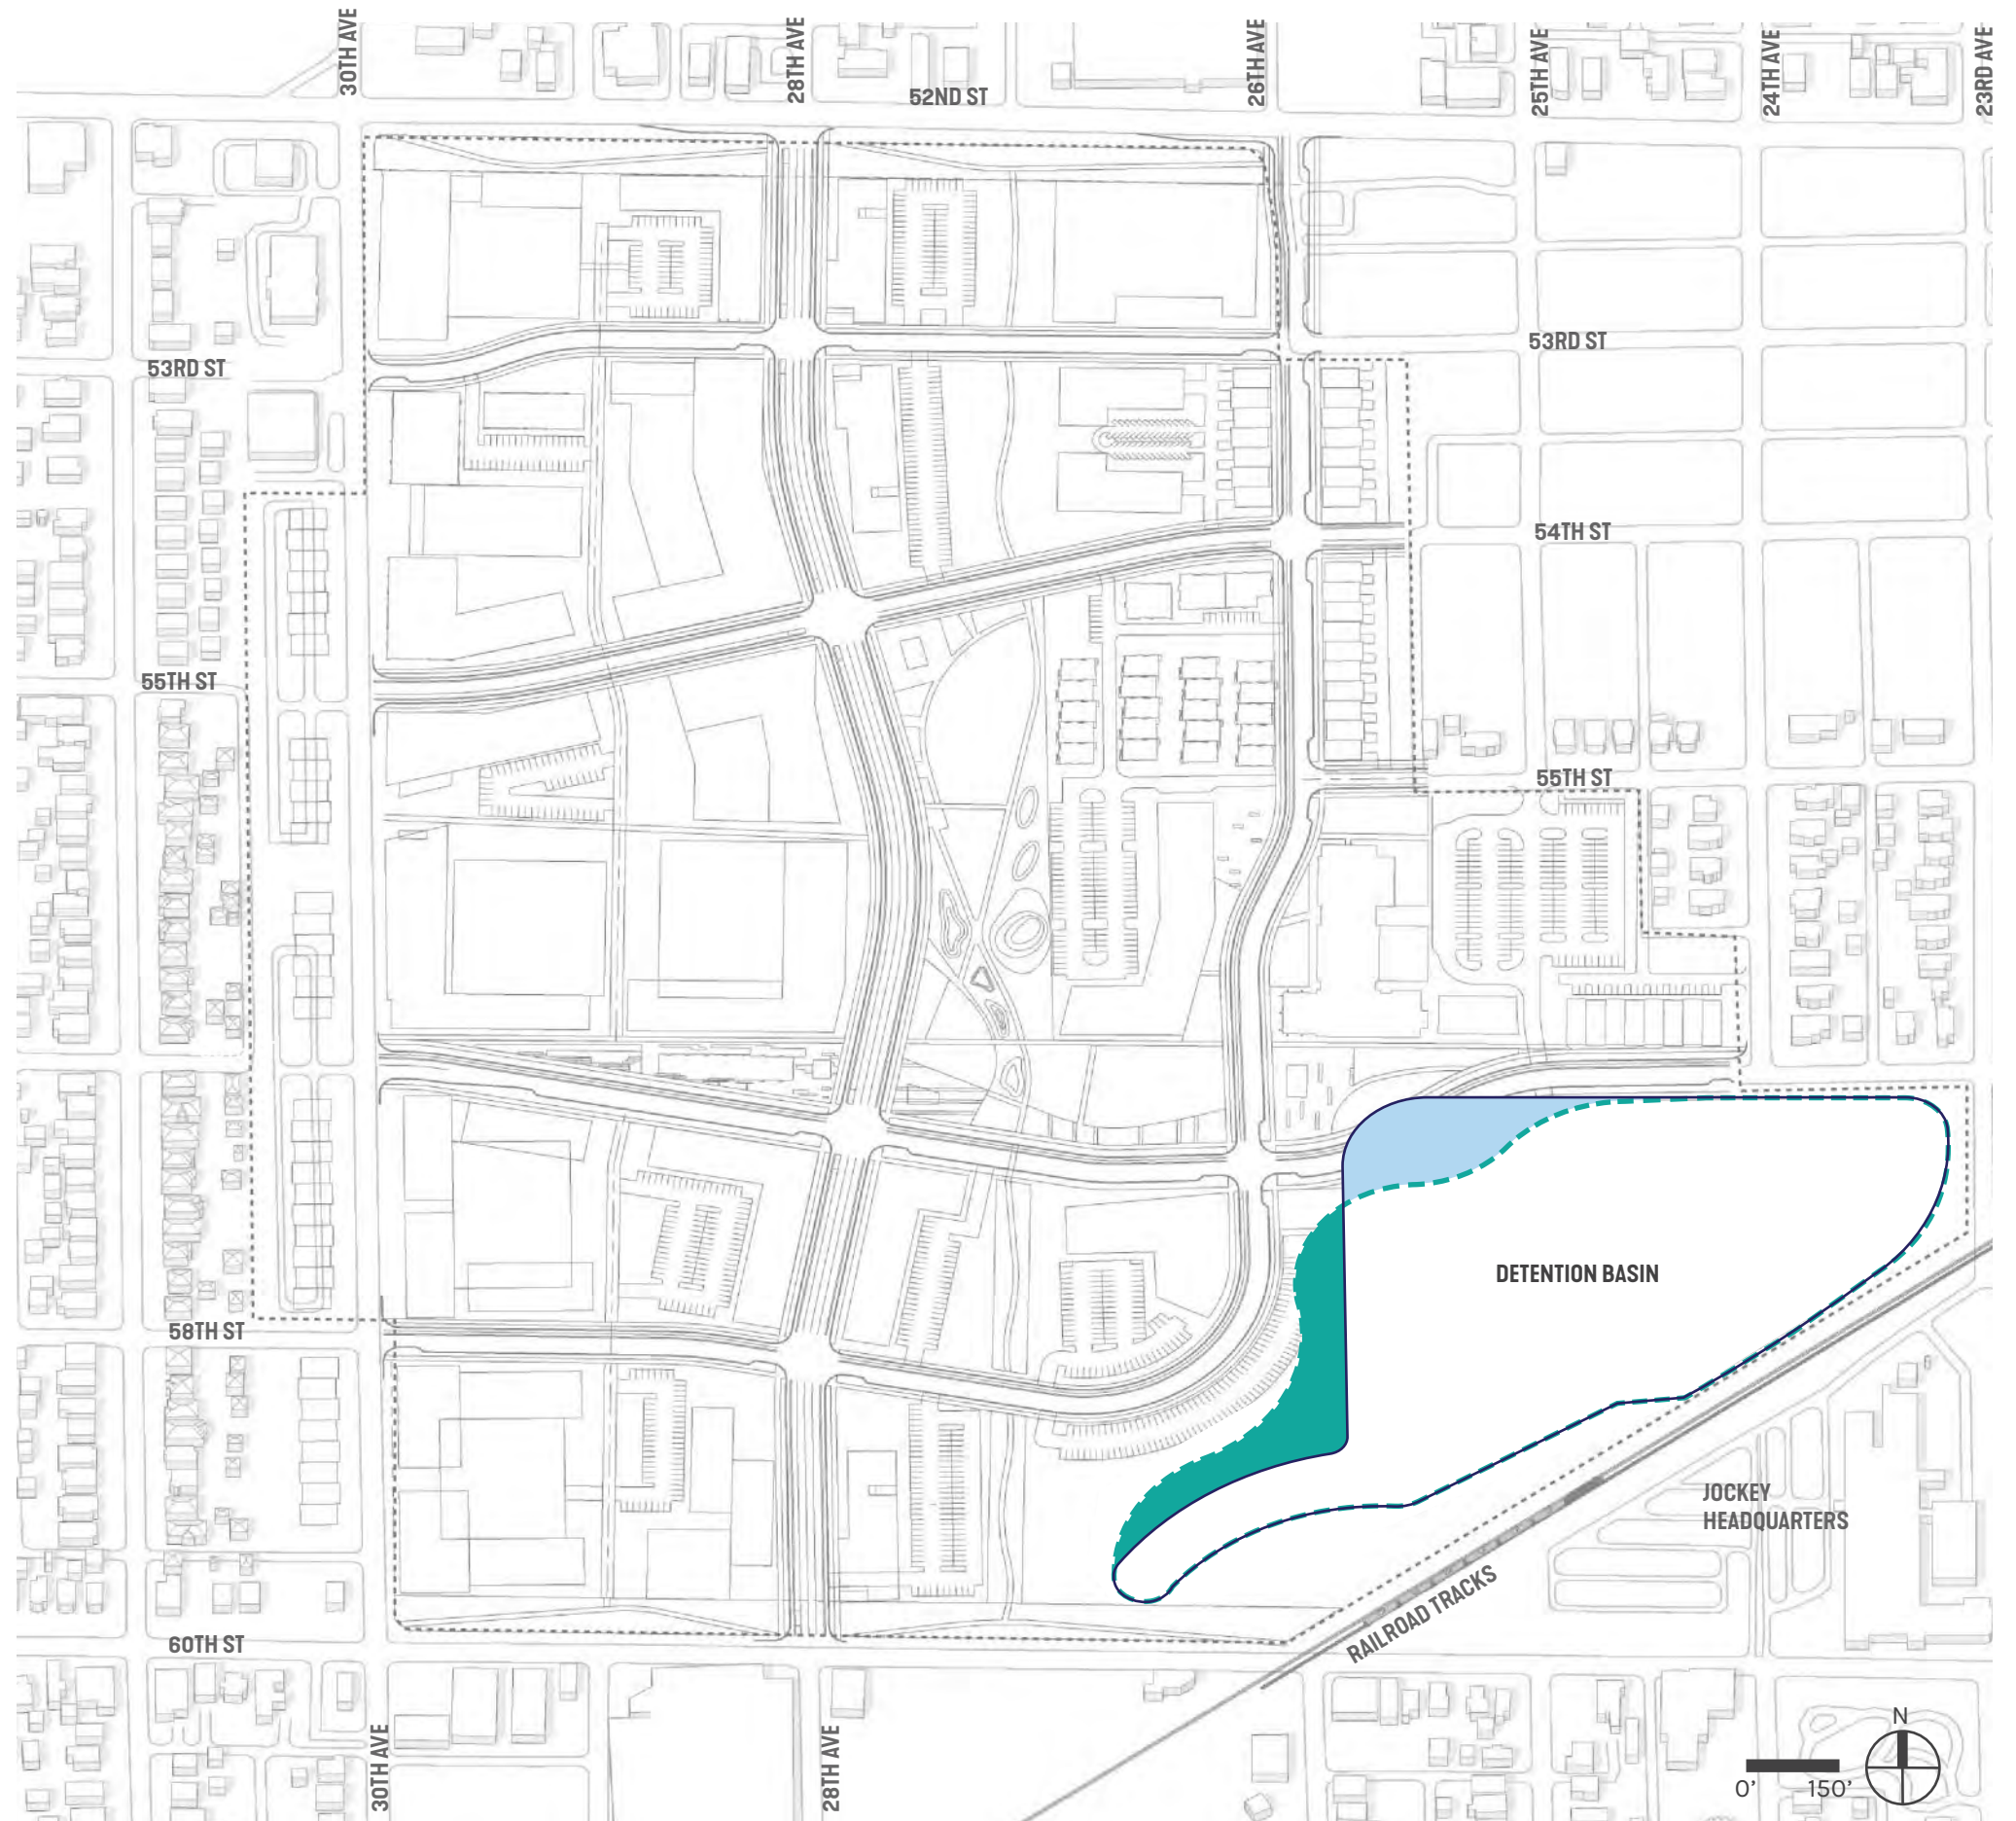 30TH AVE
28TH AVE
26TH AVE
25TH AVE
24TH AVE
23RD AVE
52ND ST
53RD ST
53RD ST
54TH ST
55TH ST
55TH ST
DETENTION BASIN
58TH ST
JOCKEY
HEADQUARTERS
RAILROAD TRACKS
60TH ST
30TH AVE
28TH AVE
N
0' 150'